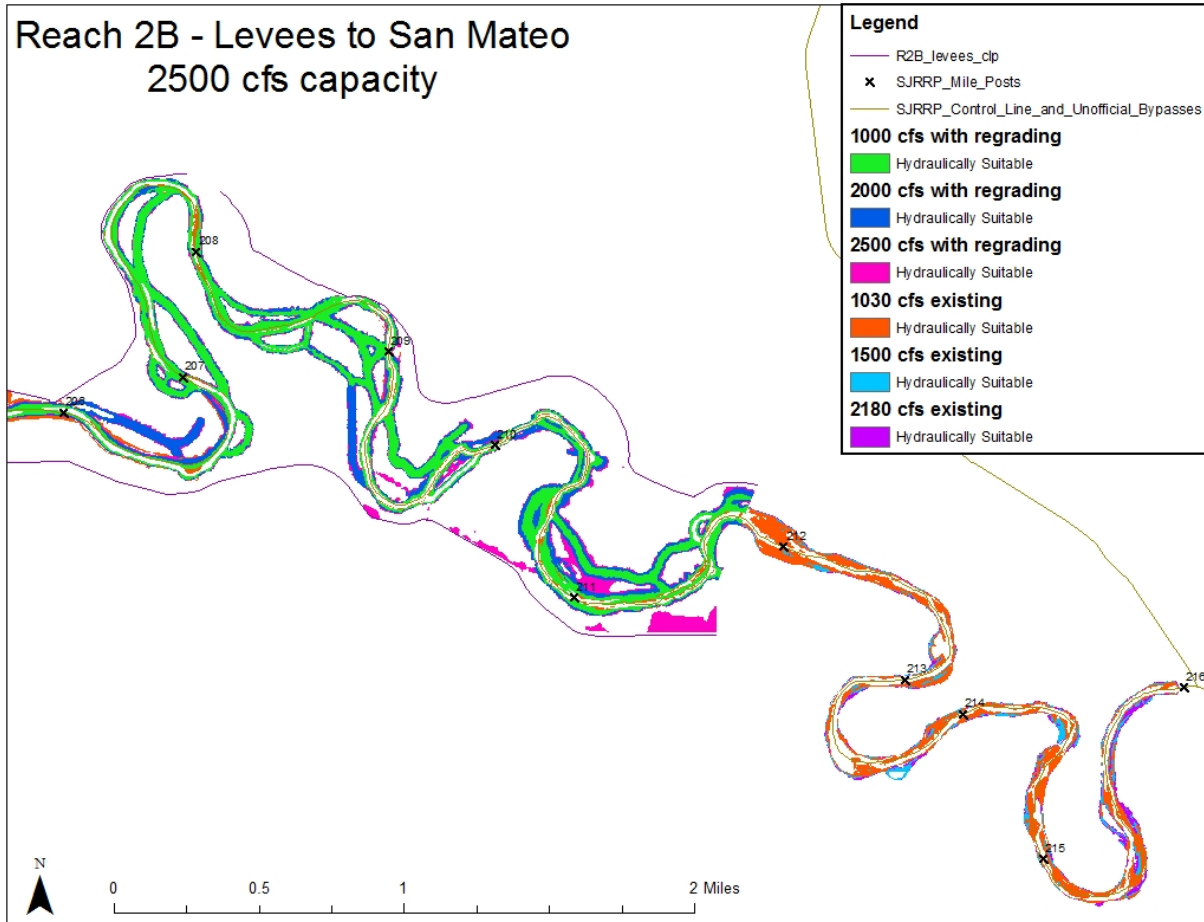 Reach 2B - Levees to San Mateo
2500 cfs capacity
Legend
R2B_levees_clp
SJRRP_Mile_Posts
SJRRP_Control_Line_and_Unofficial_Bypasses
1000 cfs with regrading
Hydraulically Suitable
2000 cfs with regrading
Hydraulically Suitable
2500 cfs with regrading
Hydraulically Suitable
1030 cfs existing
Hydraulically Suitable
1500 cfs existing
Hydraulically Suitable
2180 cfs existing
Hydraulically Suitable
208
209
207
206
210
212
211
213
216
214
215
N
0 0.5 1 2 Miles